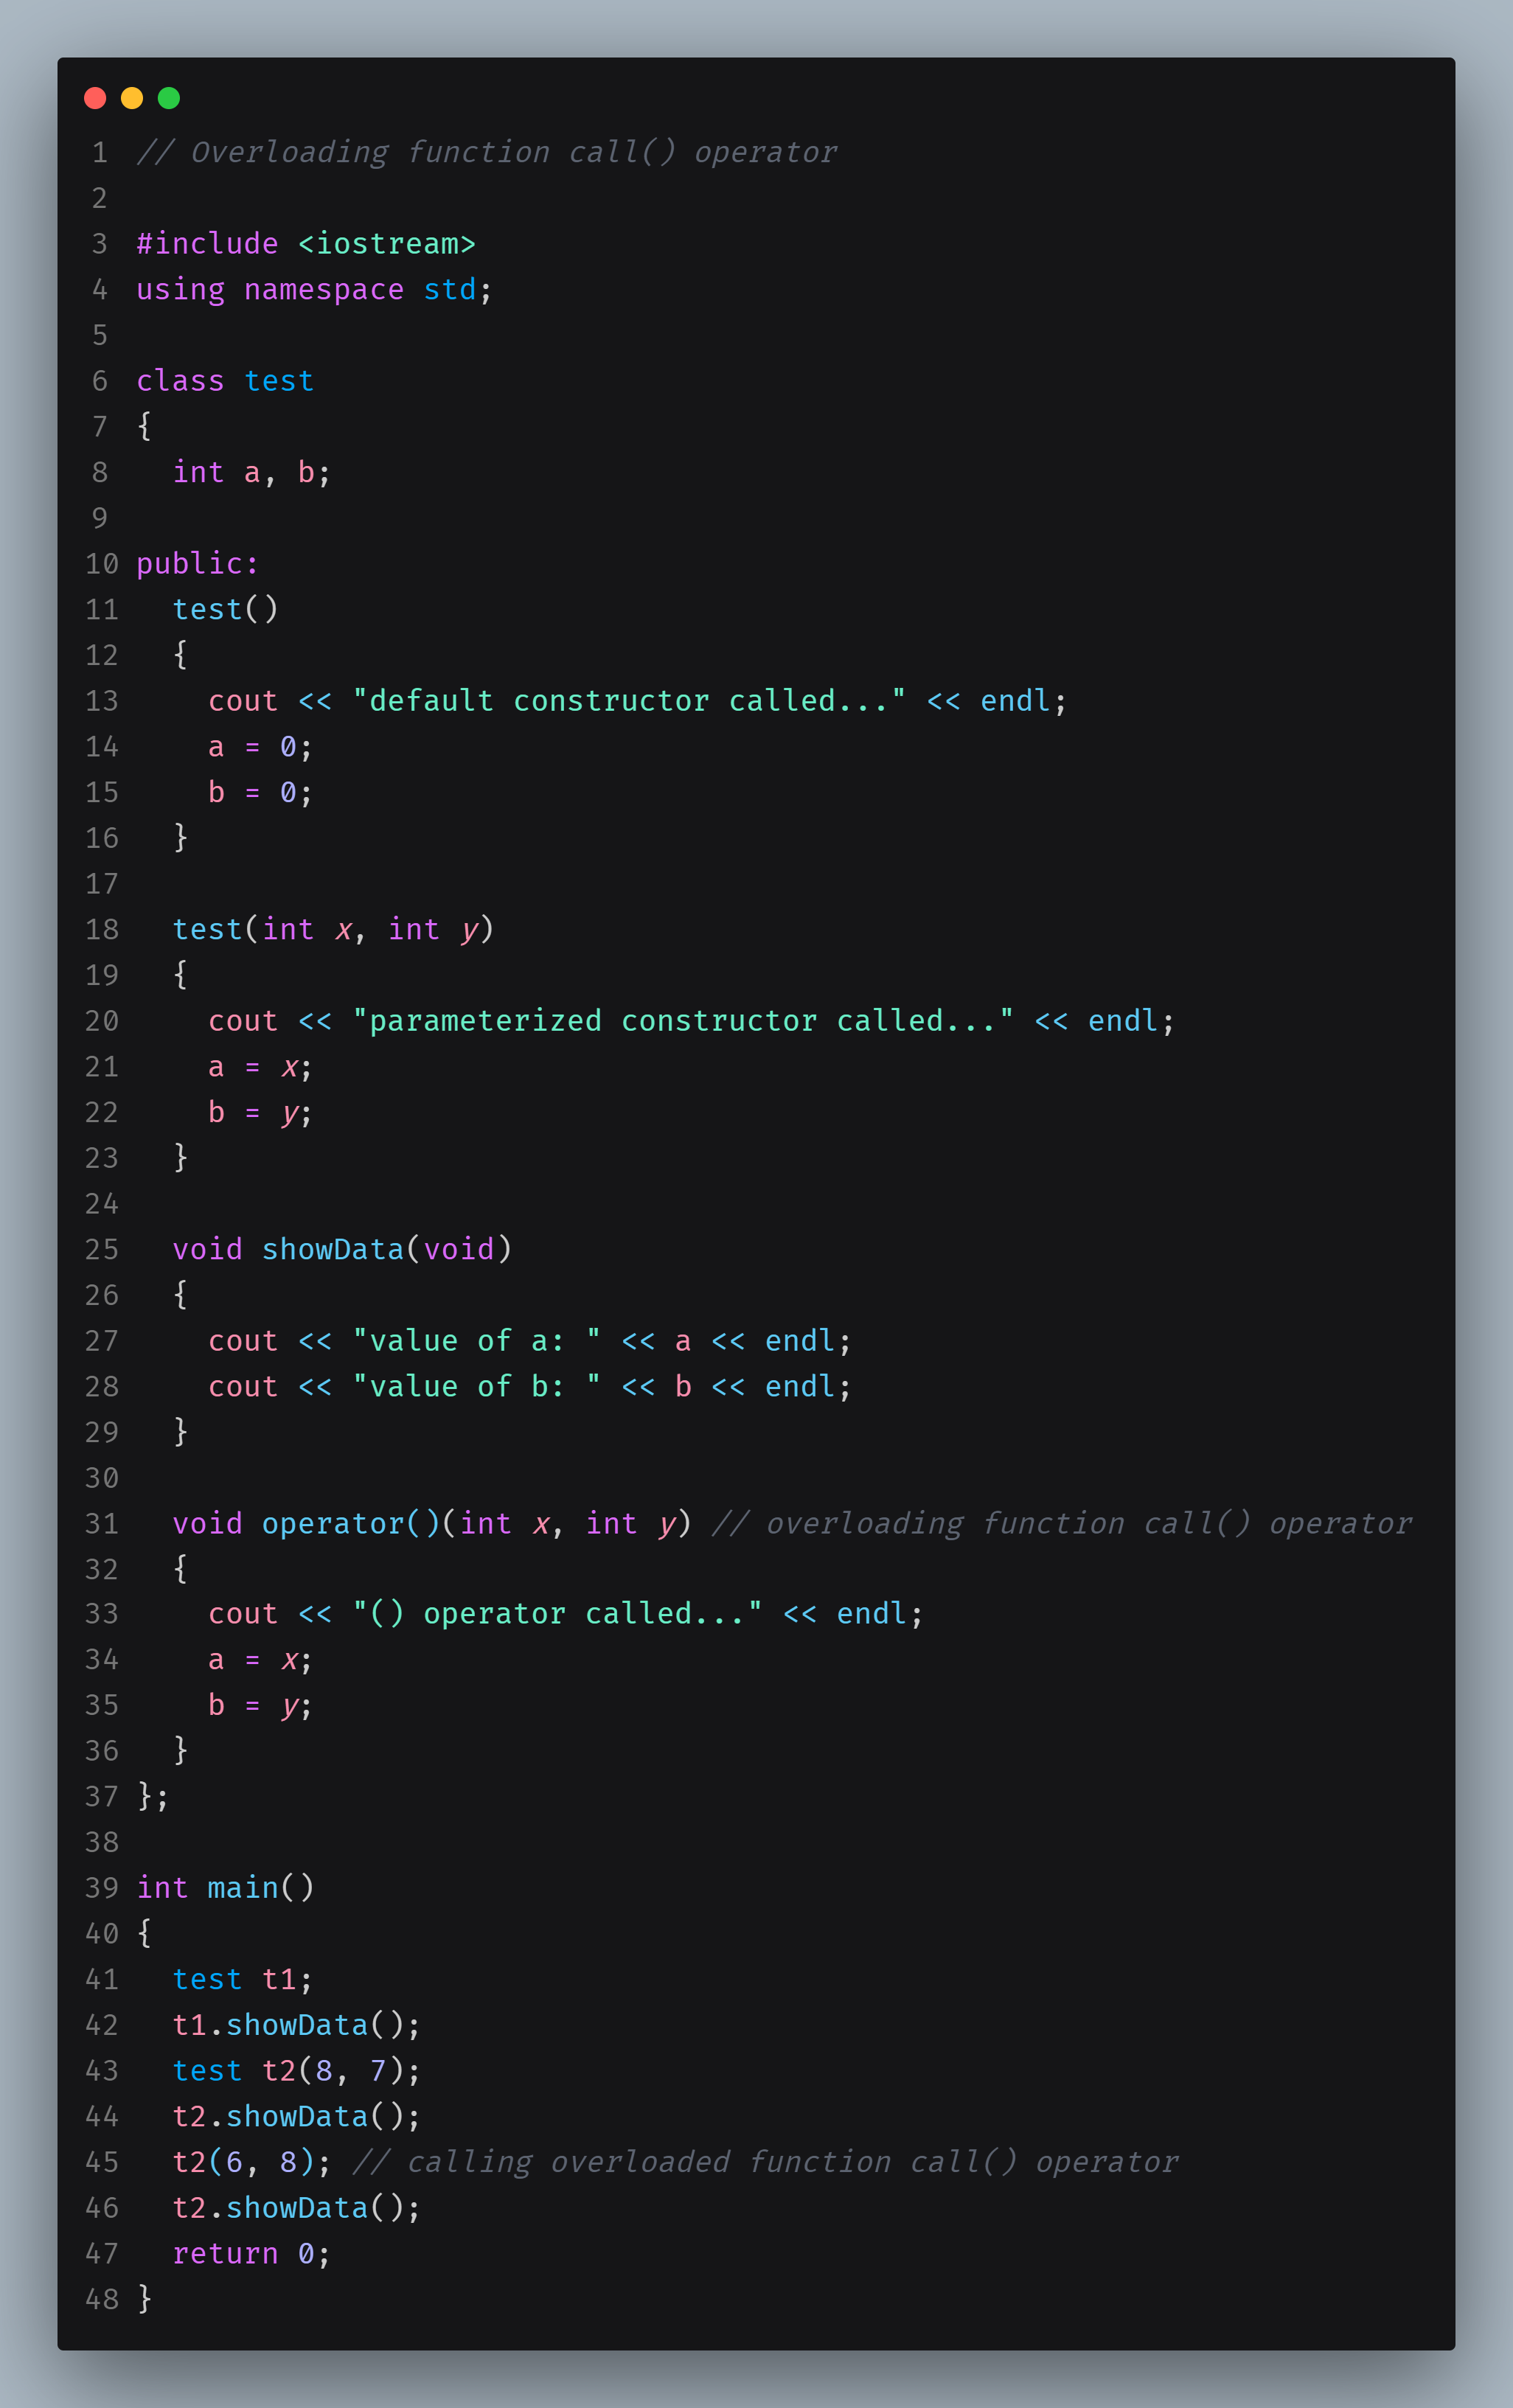 1 // Overloading function call() operator
2
3 #include <iostream>
4 using namespace std;
5
6 class test
7 {
8   int a, b;
9
10 public:
11   test()
12   {
13     cout << "default constructor called..." << endl;
14     a = 0;
15     b = 0;
16   }
17
18   test(int x, int y)
19   {
20     cout << "parameterized constructor called..." << endl;
21     a = x;
22     b = y;
23   }
24
25   void showData(void)
26   {
27     cout << "value of a: " << a << endl;
28     cout << "value of b: " << b << endl;
29   }
30
31   void operator()(int x, int y) // overloading function call() operator
32   {
33     cout << "() operator called..." << endl;
34     a = x;
35     b = y;
36   }
37 };
38
39 int main()
40 {
41   test t1;
42   t1.showData();
43   test t2(8, 7);
44   t2.showData();
45   t2(6, 8); // calling overloaded function call() operator
46   t2.showData();
47   return 0;
48 }